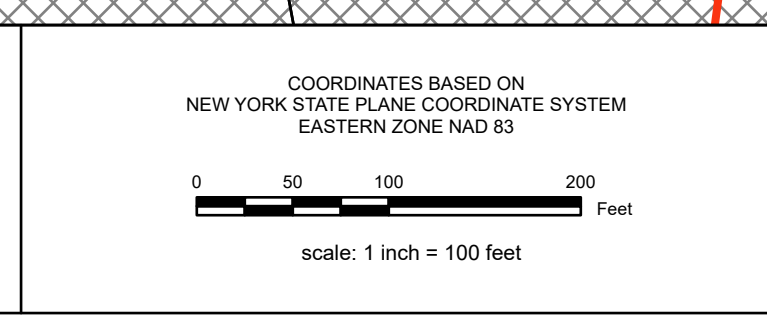 COORDINATES BASED ON
NEW YORK STATE PLANE COORDINATE SYSTEM
EASTERN ZONE NAD 83
0 50 100 200
Feet
scale: 1 inch = 100 feet